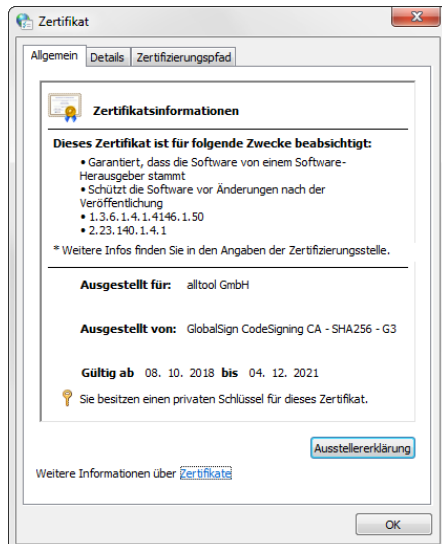 Zertifikat
Allgemein Details Zertifizierungspfad
Zertifikatsinformationen
Dieses Zertifikat ist für folgende Zwecke beabsichtigt:
• Garantiert, dass die Software von einem Software-
Herausgeber stammt
• Schützt die Software vor Änderungen nach der
Veröffentlichung
• 1.3.6.1.4.1.4146.1.50
• 2.23.140.1.4.1
* Weitere Infos finden Sie in den Angaben der Zertifizierungsstelle.
Ausgestellt für: alltool GmbH
Ausgestellt von: GlobalSign CodeSigning CA - SHA256 - G3
Gültig ab 08. 10. 2018 bis 04. 12. 2021
Sie besitzen einen privaten Schlüssel für dieses Zertifikat.
Ausstellererklärung
Weitere Informationen über Zertifikate
OK